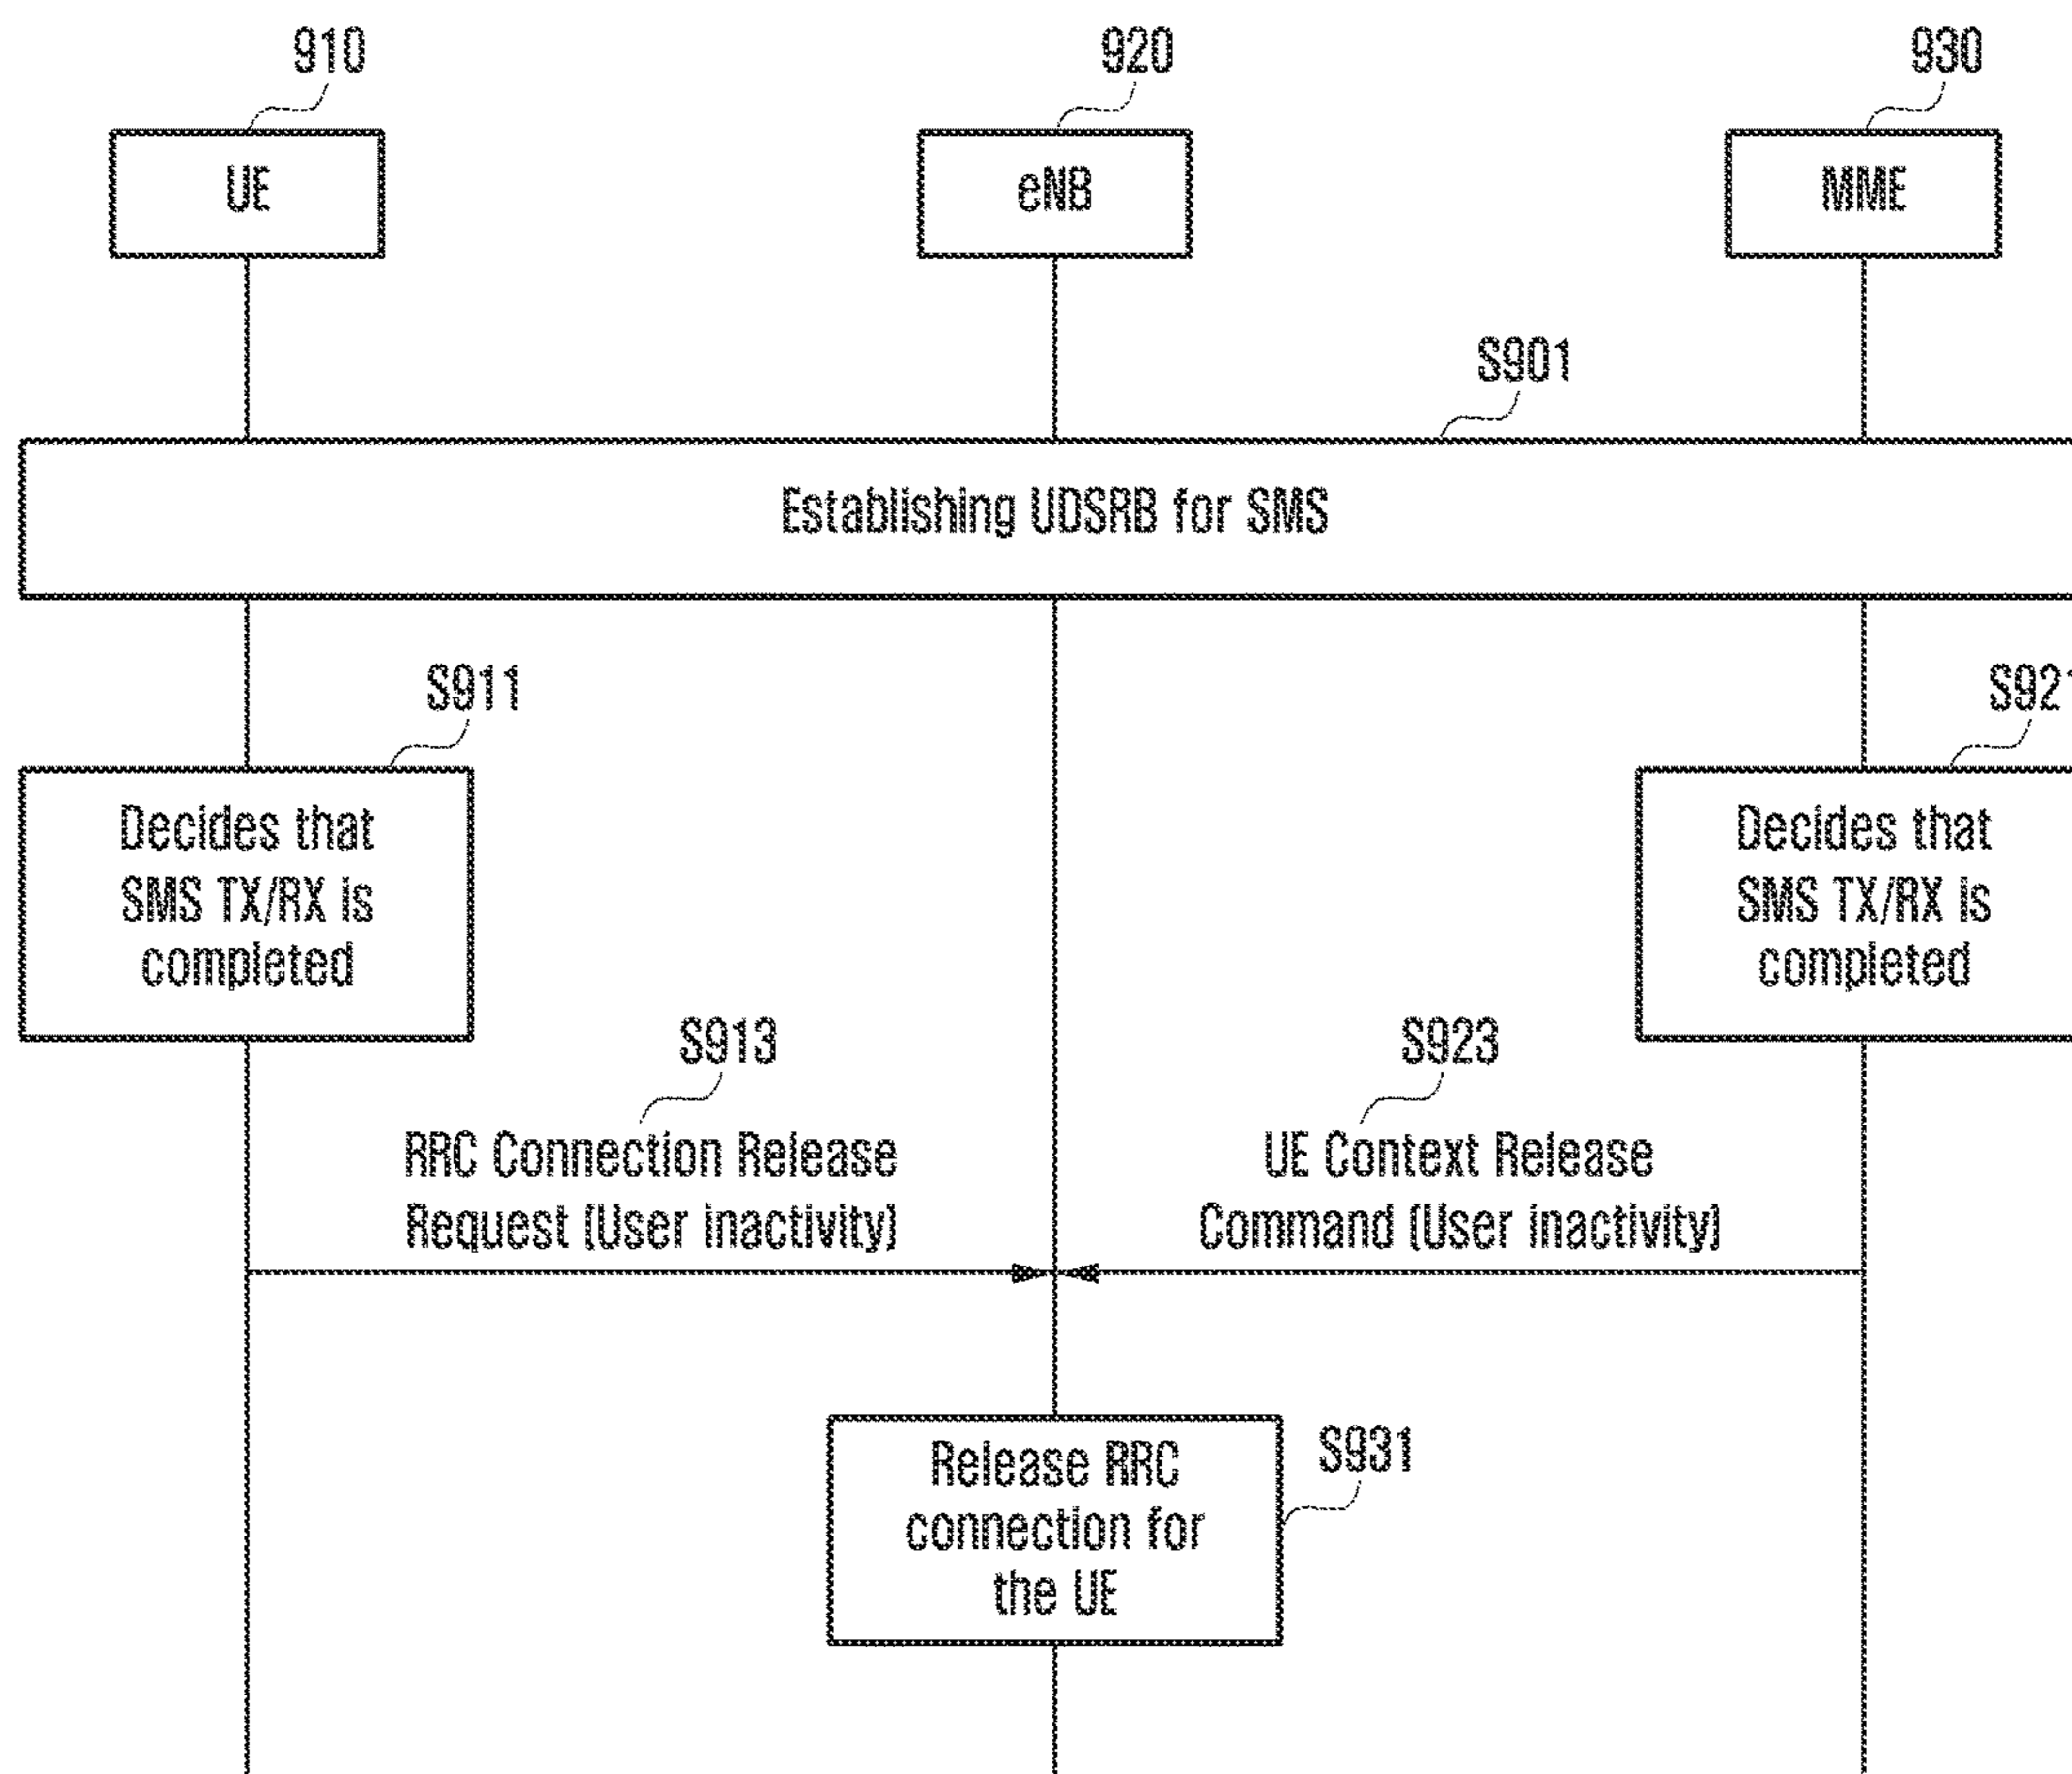 910
920
930
UE
eNB
MME
S901
Establishing UDSRB for SMS
S911
S921
Decides that
SMS TX/RX is
completed
Decides that
SMS TX/RX is
completed
S913
S923
RRC Connection Release
Request (User inactivity)
UE Context Release
Command (User inactivity)
Release RRC
connection for
the UE
S931